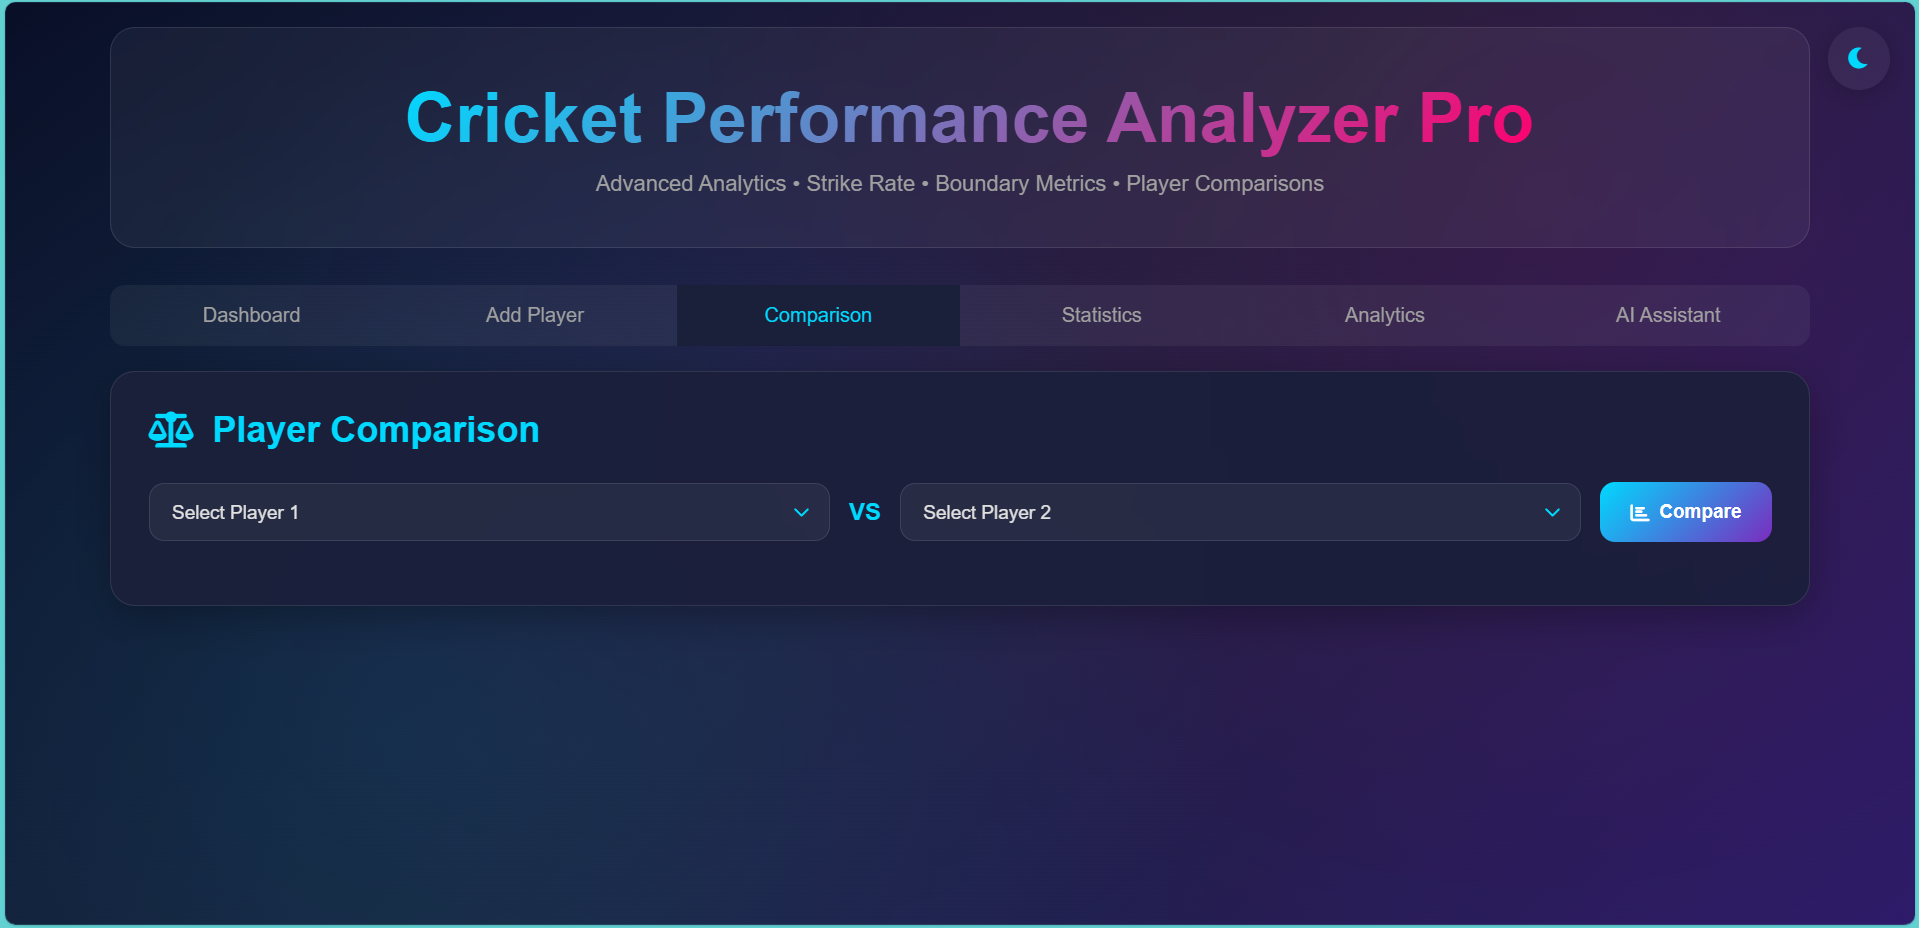 Cricket Performance Analyzer Pro
Advanced Analytics • Strike Rate • Boundary Metrics • Player Comparisons
Dashboard Add Player Comparison Statistics Analytics AI Assistant
Player Comparison
Select Player 1 VS Select Player 2 Compare